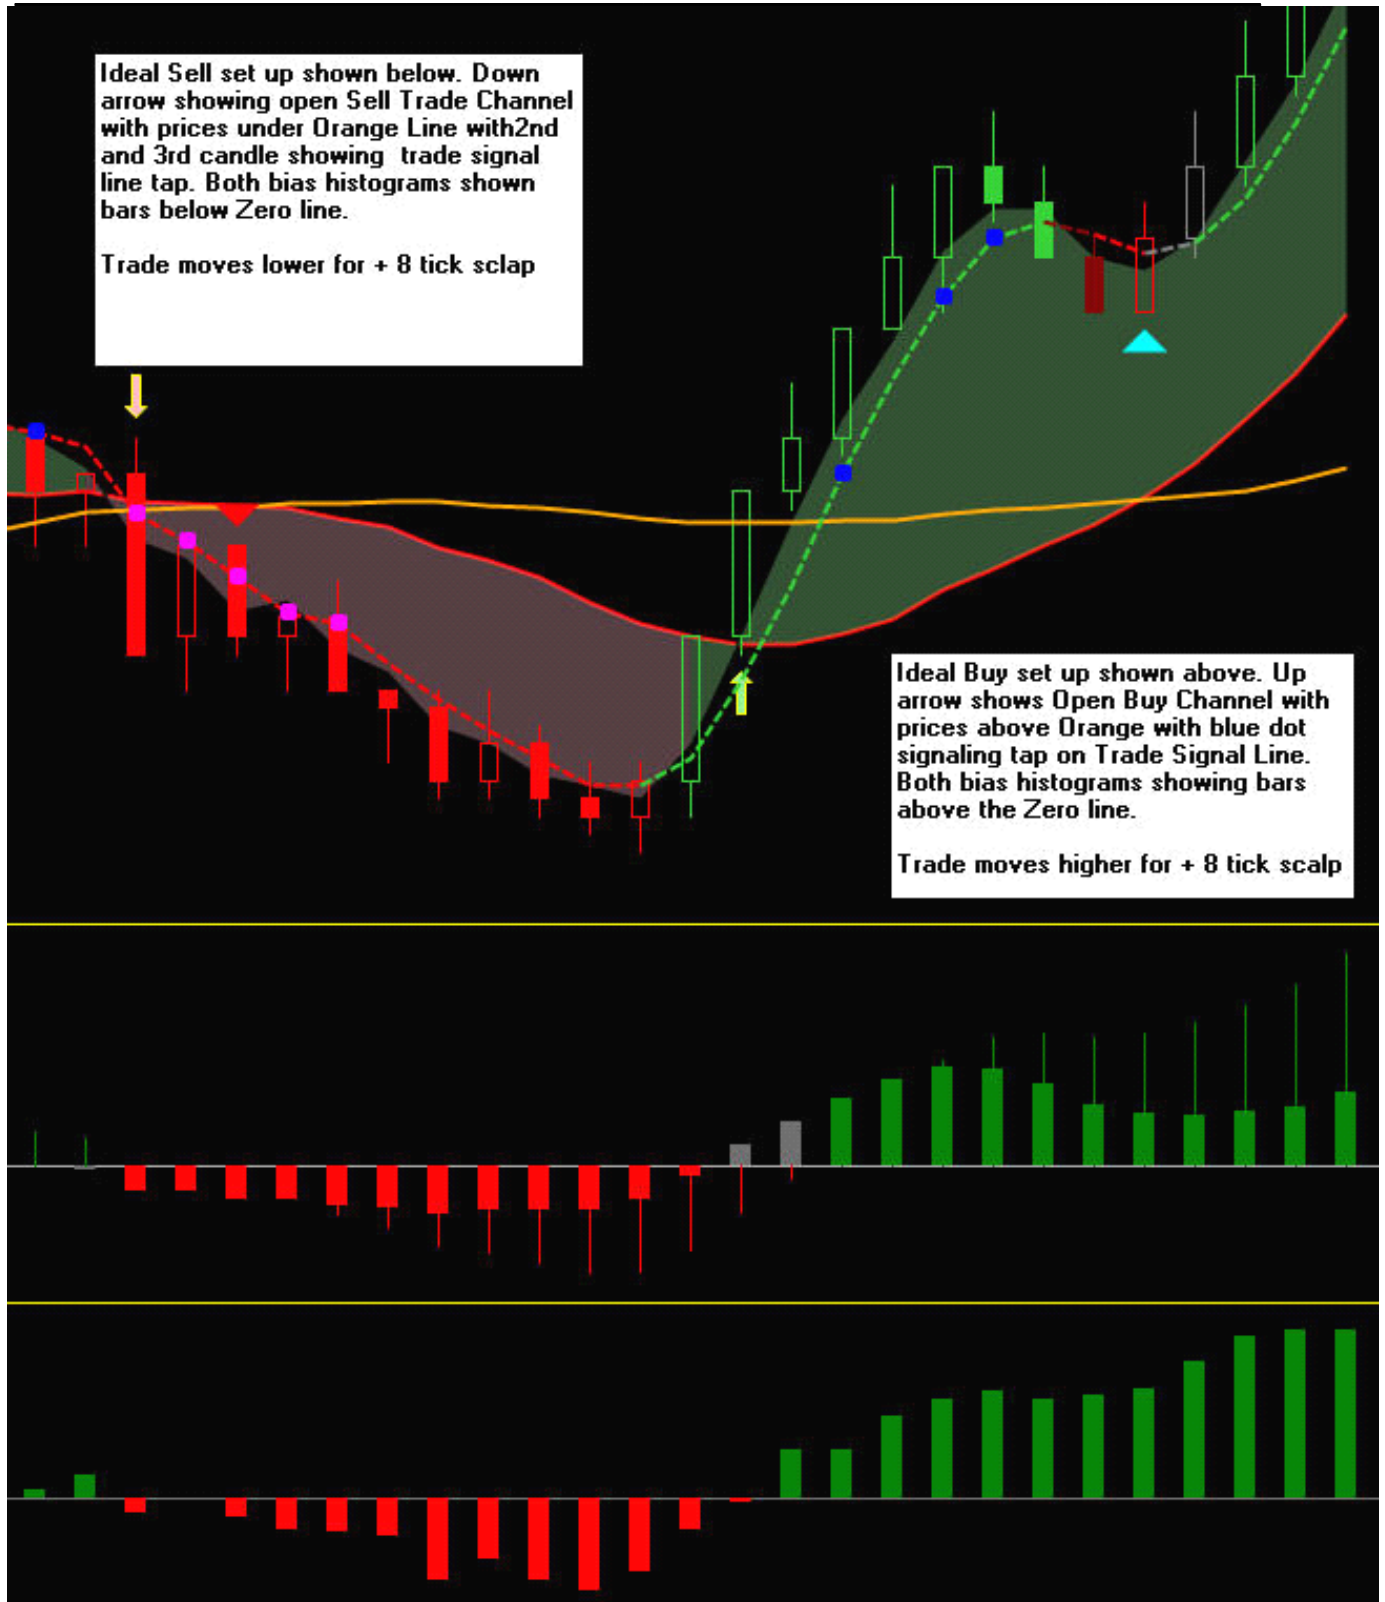 Ideal Sell set up shown below. Down
arrow showing open Sell Trade Channel
with prices under Orange Line with2nd
and 3rd candle showing trade signal
line tap. Both bias histograms shown
bars below Zero line.
Trade moves lower for + 8 tick sclap
Ideal Buy set up shown above. Up
arrow shows Open Buy Channel with
prices above Orange with blue dot
signaling tap on Trade Signal Line.
Both bias histograms showing bars
above the Zero line.
Trade moves higher for + 8 tick scalp